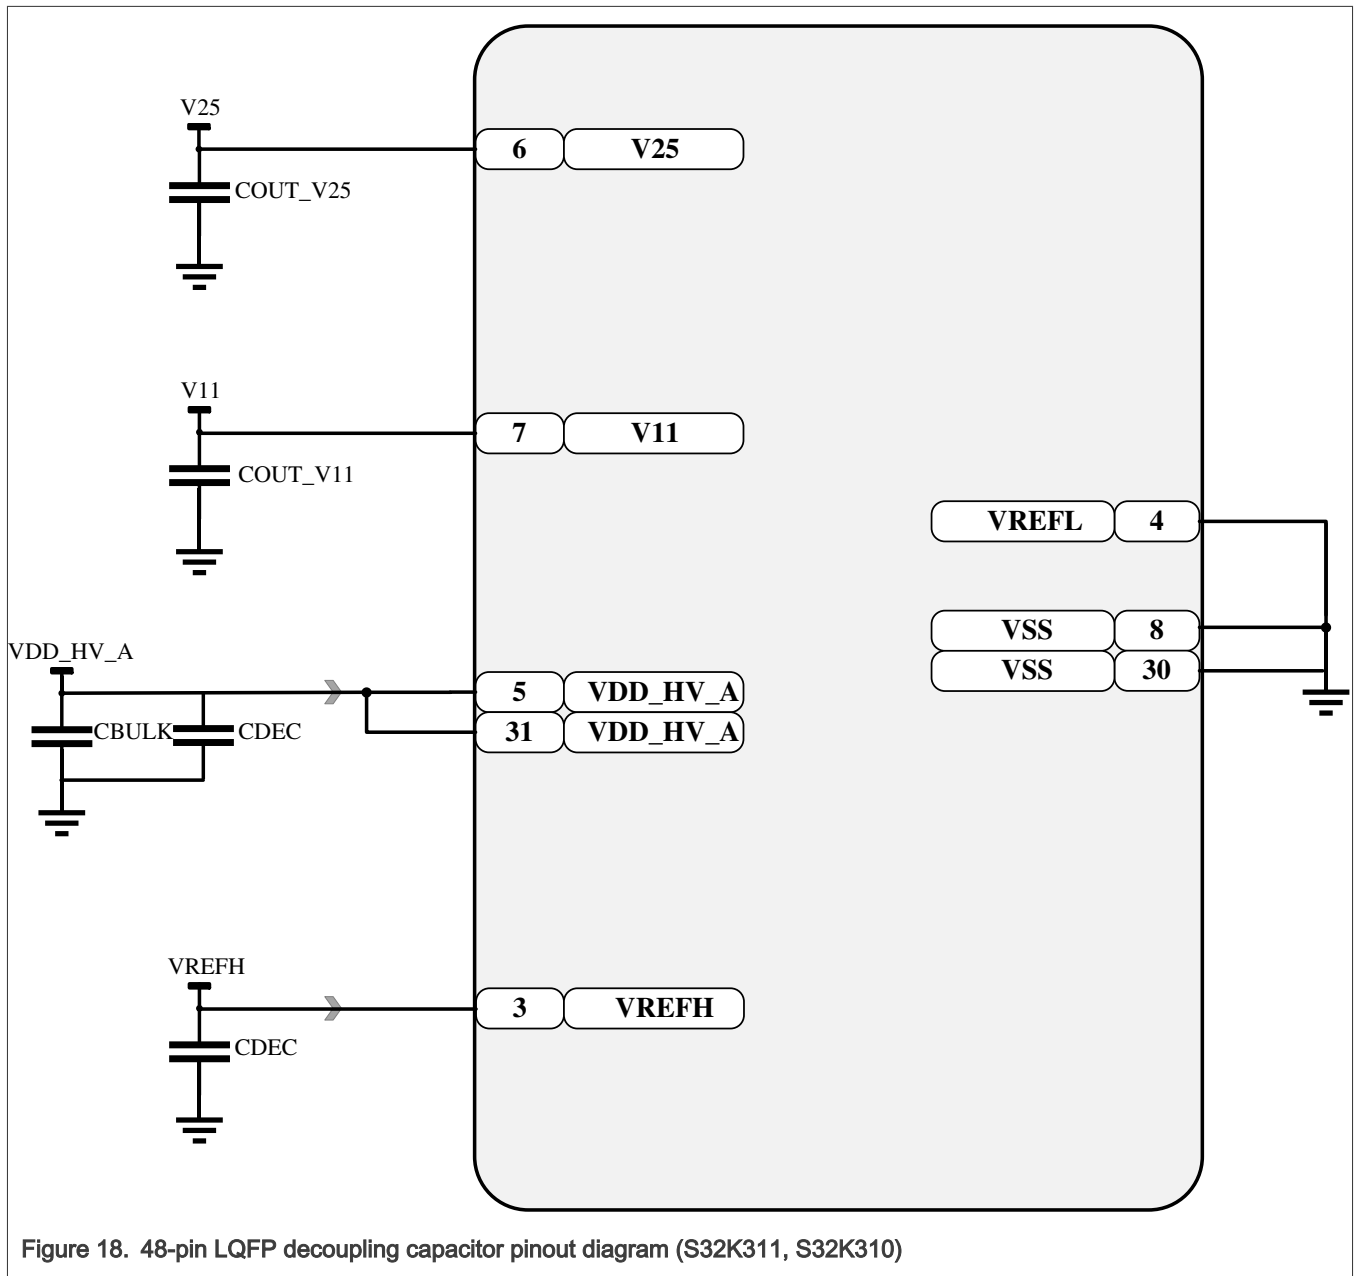 V25
6 V25
COUT_V25
V11
7 V11
COUT_V11
VREFL 4
VSS 8
VSS 30
VDD_HV_A
5 VDD_HV_A
31 VDD_HV_A
CBULK CDEC
VREFH
3 VREFH
CDEC
Figure 18. 48-pin LQFP decoupling capacitor pinout diagram (S32K311, S32K310)